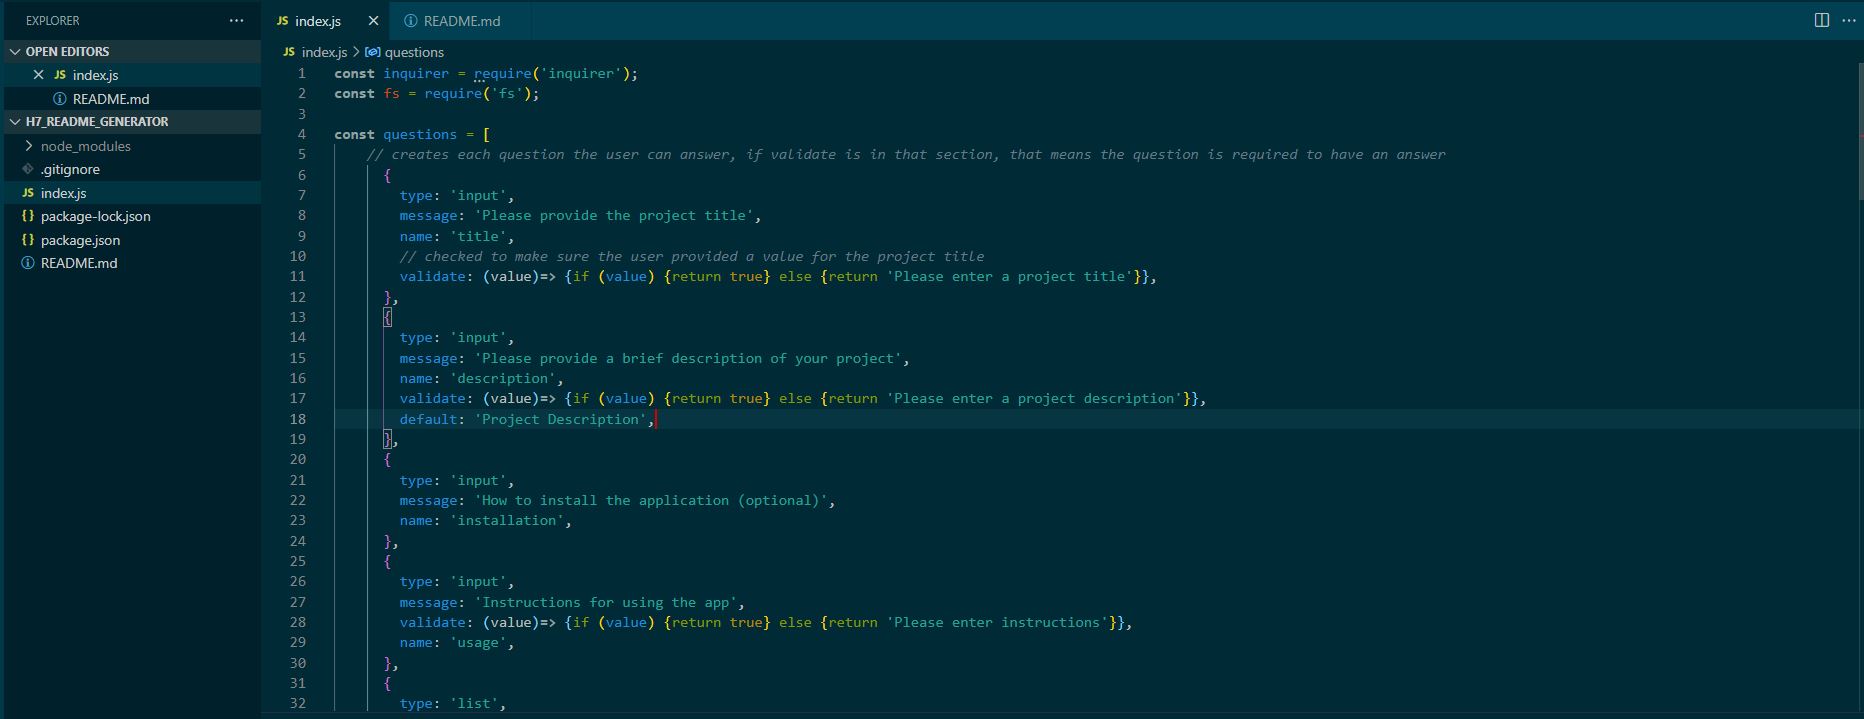 EXPLORER
OPEN EDITORS
JS index.js
README.md
H7_README_GENERATOR
node_modules
.gitignore
JS index.js
{} package-lock.json
{} package.json
README.md
JS index.js
README.md
JS index.js > questions
1 const inquirer = require('inquirer');
2 const fs = require('fs');
3
4 const questions = [
5 // creates each question the user can answer, if validate is in that section, that means the question is required to have an answer
6 {
7 type: 'input',
8 message: 'Please provide the project title',
9 name: 'title',
10 // checked to make sure the user provided a value for the project title
11 validate: (value)=> {if (value) {return true} else {return 'Please enter a project title'}},
12 },
13 {
14 type: 'input',
15 message: 'Please provide a brief description of your project',
16 name: 'description',
17 validate: (value)=> {if (value) {return true} else {return 'Please enter a project description'}},
18 default: 'Project Description',
19 },
20 {
21 type: 'input',
22 message: 'How to install the application (optional)',
23 name: 'installation',
24 },
25 {
26 type: 'input',
27 message: 'Instructions for using the app',
28 validate: (value)=> {if (value) {return true} else {return 'Please enter instructions'}},
29 name: 'usage',
30 },
31 {
32 type: 'list',